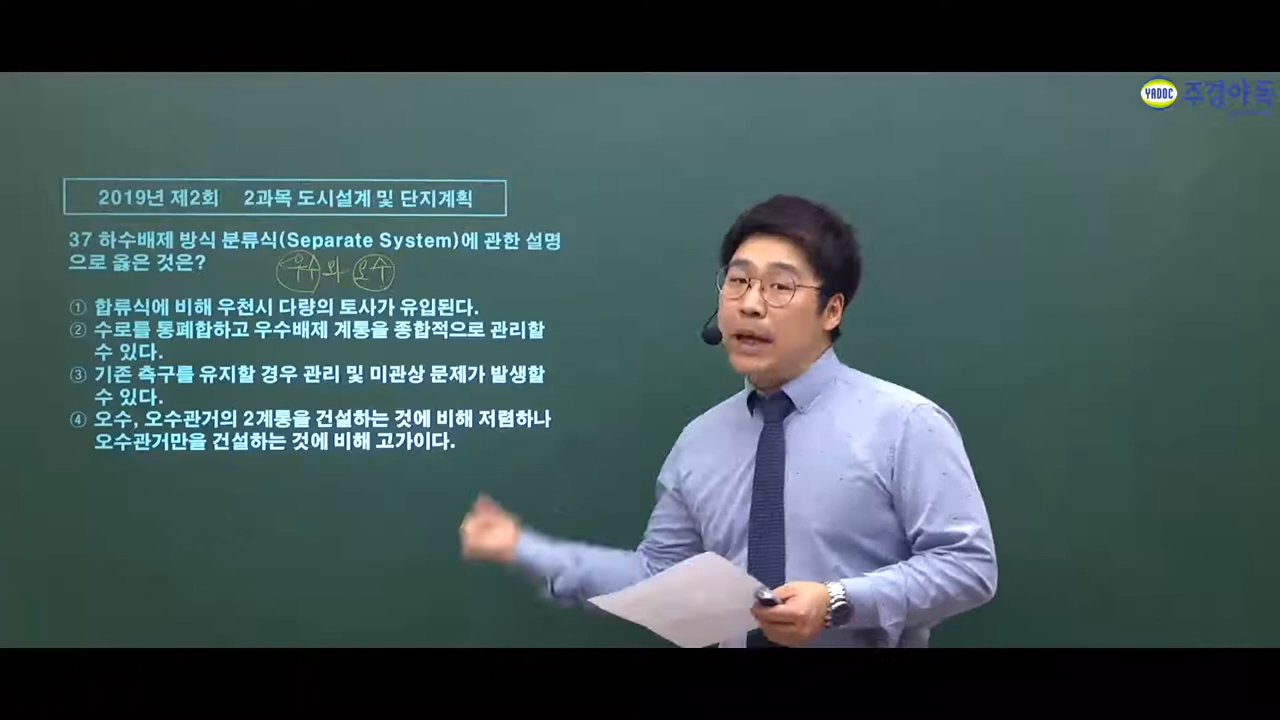 YADOC 주경야독
2019년 제2회 2과목 도시설계 및 단지계획
37 하수배제 방식 분류식(Separate System)에 관한 설명
으로 옳은 것은?
우수와 오수
① 합류식에 비해 우천시 다량의 토사가 유입된다.
② 수로를 통폐합하고 우수배제 계통을 종합적으로 관리할
수 있다.
③ 기존 측구를 유지할 경우 관리 및 미관상 문제가 발생할
수 있다.
④ 오수, 오수관거의 2계통을 건설하는 것에 비해 저렴하나
오수관거만을 건설하는 것에 비해 고가이다.